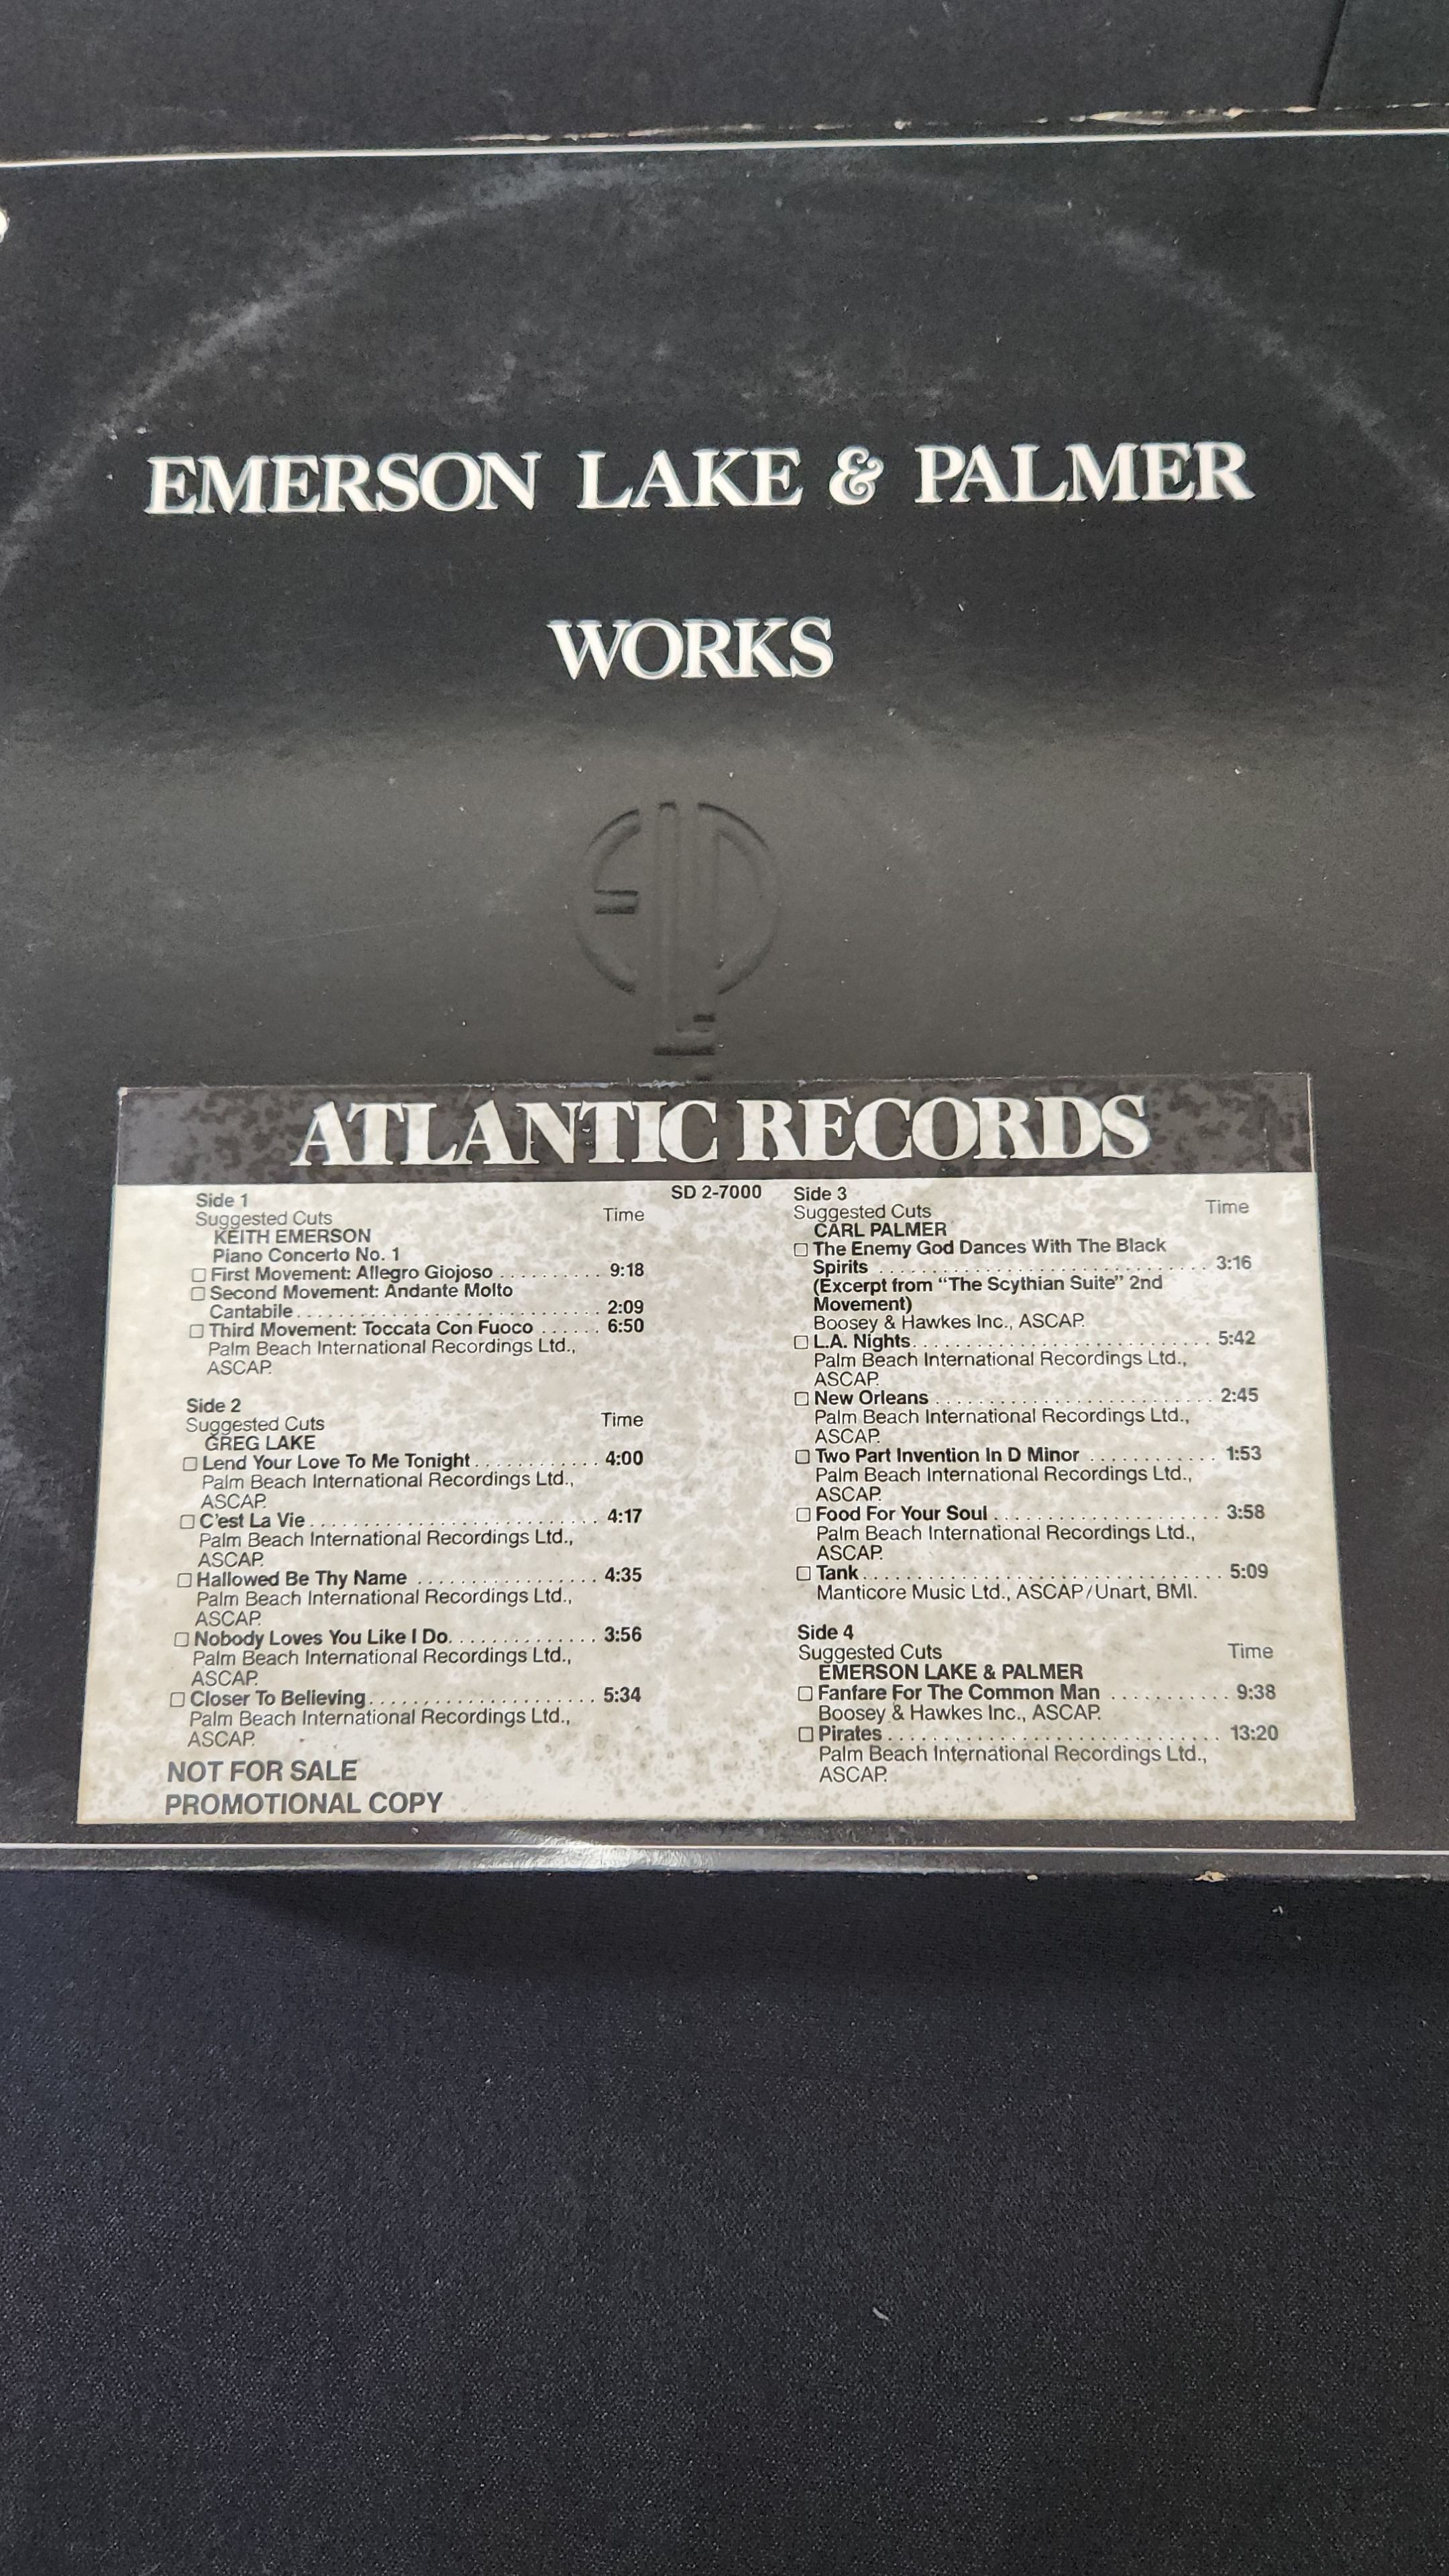 EMERSON LAKE & PALMER
WORKS
ATLANTIC RECORDS
SD 2-7000
Side 1
Suggested Cuts Time
KEITH EMERSON
Piano Concerto No. 1
☐ First Movement: Allegro Giojoso .......... 9:18
☐ Second Movement: Andante Molto
Cantabile .............................. 2:09
☐ Third Movement: Toccata Con Fuoco ...... 6:50
Palm Beach International Recordings Ltd.,
ASCAP.
Side 2
Suggested Cuts Time
GREG LAKE
☐ Lend Your Love To Me Tonight ............ 4:00
Palm Beach International Recordings Ltd.,
ASCAP.
☐ C'est La Vie ............................ 4:17
Palm Beach International Recordings Ltd.,
ASCAP.
☐ Hallowed Be Thy Name ................. 4:35
Palm Beach International Recordings Ltd.,
ASCAP.
☐ Nobody Loves You Like I Do .............. 3:56
Palm Beach International Recordings Ltd.,
ASCAP.
☐ Closer To Believing ...................... 5:34
Palm Beach International Recordings Ltd.,
ASCAP.
NOT FOR SALE
PROMOTIONAL COPY
Side 3
Suggested Cuts Time
CARL PALMER
☐ The Enemy God Dances With The Black
Spirits ................................ 3:16
(Excerpt from “The Scythian Suite” 2nd
Movement)
Boosey & Hawkes Inc., ASCAP.
☐ L.A. Nights .............................. 5:42
Palm Beach International Recordings Ltd.,
ASCAP.
☐ New Orleans ........................... 2:45
Palm Beach International Recordings Ltd.,
ASCAP.
☐ Two Part Invention In D Minor ............ 1:53
Palm Beach International Recordings Ltd.,
ASCAP.
☐ Food For Your Soul ..................... 3:58
Palm Beach International Recordings Ltd.,
ASCAP.
☐ Tank ................................... 5:09
Manticore Music Ltd., ASCAP/Unart, BMI.
Side 4
Suggested Cuts Time
EMERSON LAKE & PALMER
☐ Fanfare For The Common Man ........... 9:38
Boosey & Hawkes Inc., ASCAP.
☐ Pirates ................................ 13:20
Palm Beach International Recordings Ltd.,
ASCAP.